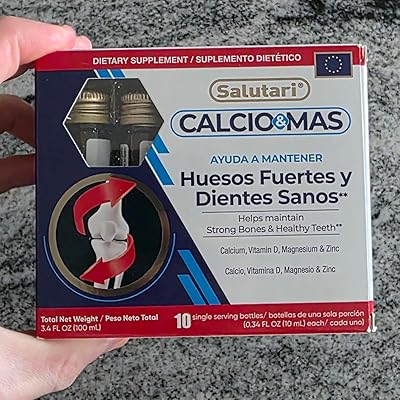 DIETARY SUPPLEMENT / SUPLEMENTO DIETÉTICO
Salutari®
CALCIO&MAS
AYUDA A MANTENER
Huesos Fuertes y
Dientes Sanos**
Helps maintain
Strong Bones & Healthy Teeth**
Calcium, Vitamin D, Magnesium & Zinc
Calcio, Vitamina D, Magnesio & Zinc
Total Net Weight / Peso Neto Total
3.4 FL OZ (100 mL)
10 single serving bottles/ botellas de una sola porción
(0.34 FL OZ (10 mL) each/ cada uno)